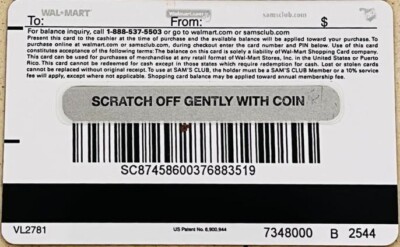 WAL★MART
Walmart.com
samsclub.com
To: From: $
For balance inquiry, call 1-888-537-5503 or go to walmart.com or samsclub.com.
Present this card to the cashier at the time of purchase and the available balance will be applied toward your purchase. To
purchase online at walmart.com or samsclub.com, during checkout enter the card number and PIN below. Use of this card
constitutes acceptance of the following terms: The balance on this card is solely a liability of Wal-Mart Shopping Card company.
This card can be used for purchases of merchandise at any retail format of Wal-Mart Stores, Inc. in the United States or Puerto
Rico. This card cannot be redeemed for cash except in those states which require redemption for cash. Lost or stolen cards
cannot be replaced without original receipt. To use at SAM'S CLUB, the holder must be a SAM'S CLUB Member or a 10% service
fee will apply, except where not applicable. Shopping card balance may be applied toward annual membership fee.
SCRATCH OFF GENTLY WITH COIN
SC87458600376883519
VL2781
US Patent No. 6,900,944
7348000 B 2544